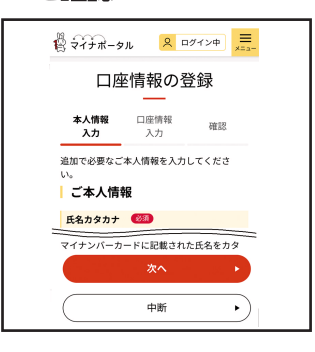 マイナポータル
ログイン中
メニュー
口座情報の登録
本人情報
入力
口座情報
入力
確認
追加で必要なご本人情報を入力してくださ
い。
ご本人情報
氏名カタカナ 必須
マイナンバーカードに記載された氏名をカタ
次へ
中断